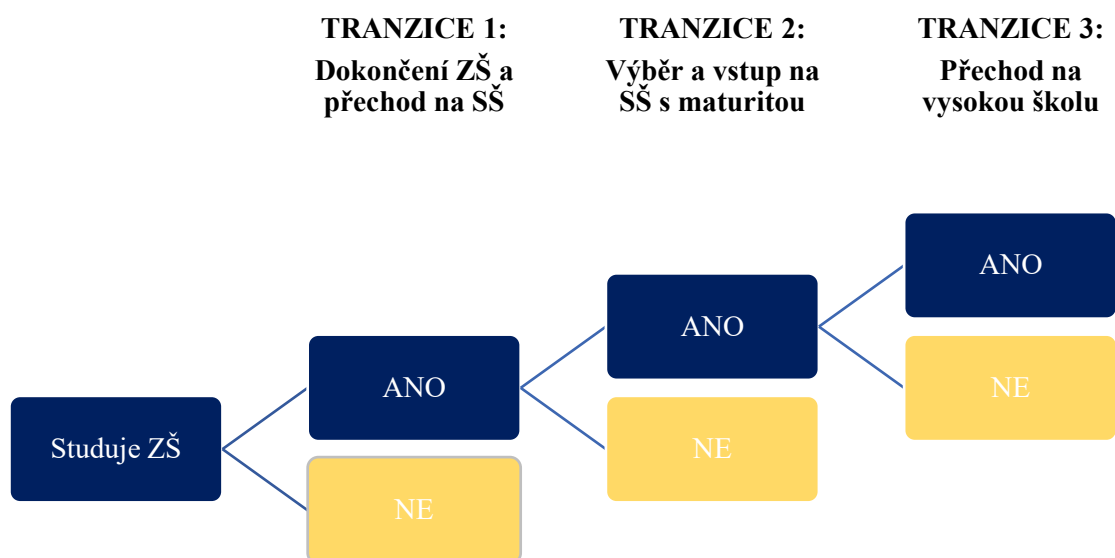 TRANZICE 1:
Dokončení ZŠ a
přechod na SŠ
TRANZICE 2:
Výběr a vstup na
SŠ s maturitou
TRANZICE 3:
Přechod na
vysokou školu
Studuje ZŠ
ANO
NE
ANO
NE
ANO
NE